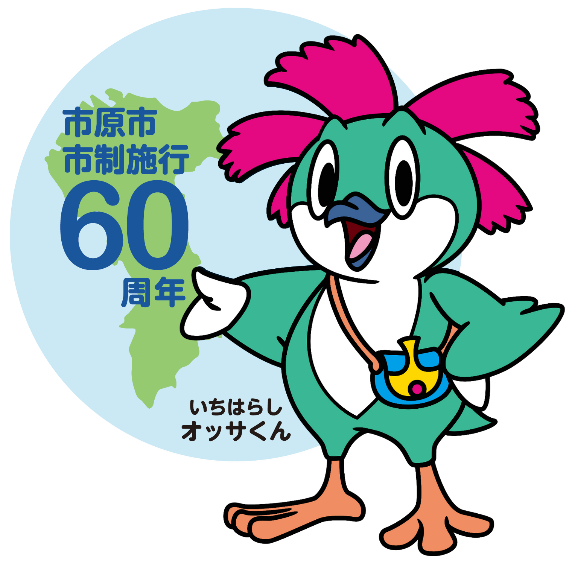 市原市
市制施行
60
周年
いちはらし
オッサくん